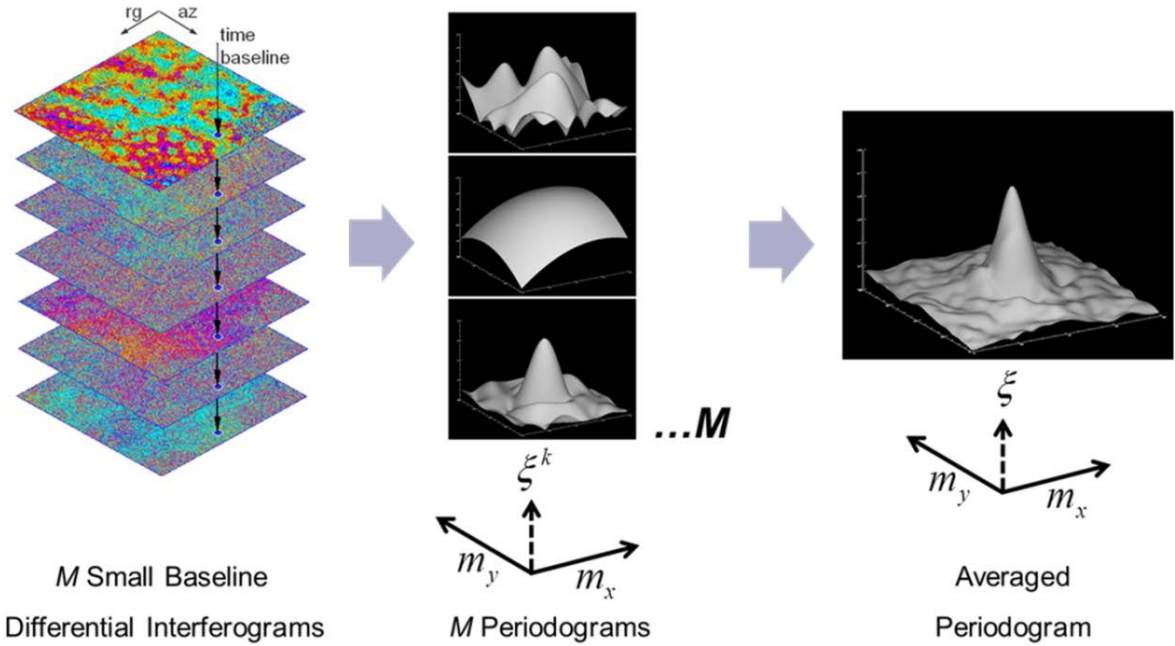 rg az
time
baseline
...M
ξ^k
m_y m_x
ξ
m_y m_x
M Small Baseline
Differential Interferograms
M Periodograms
Averaged
Periodogram